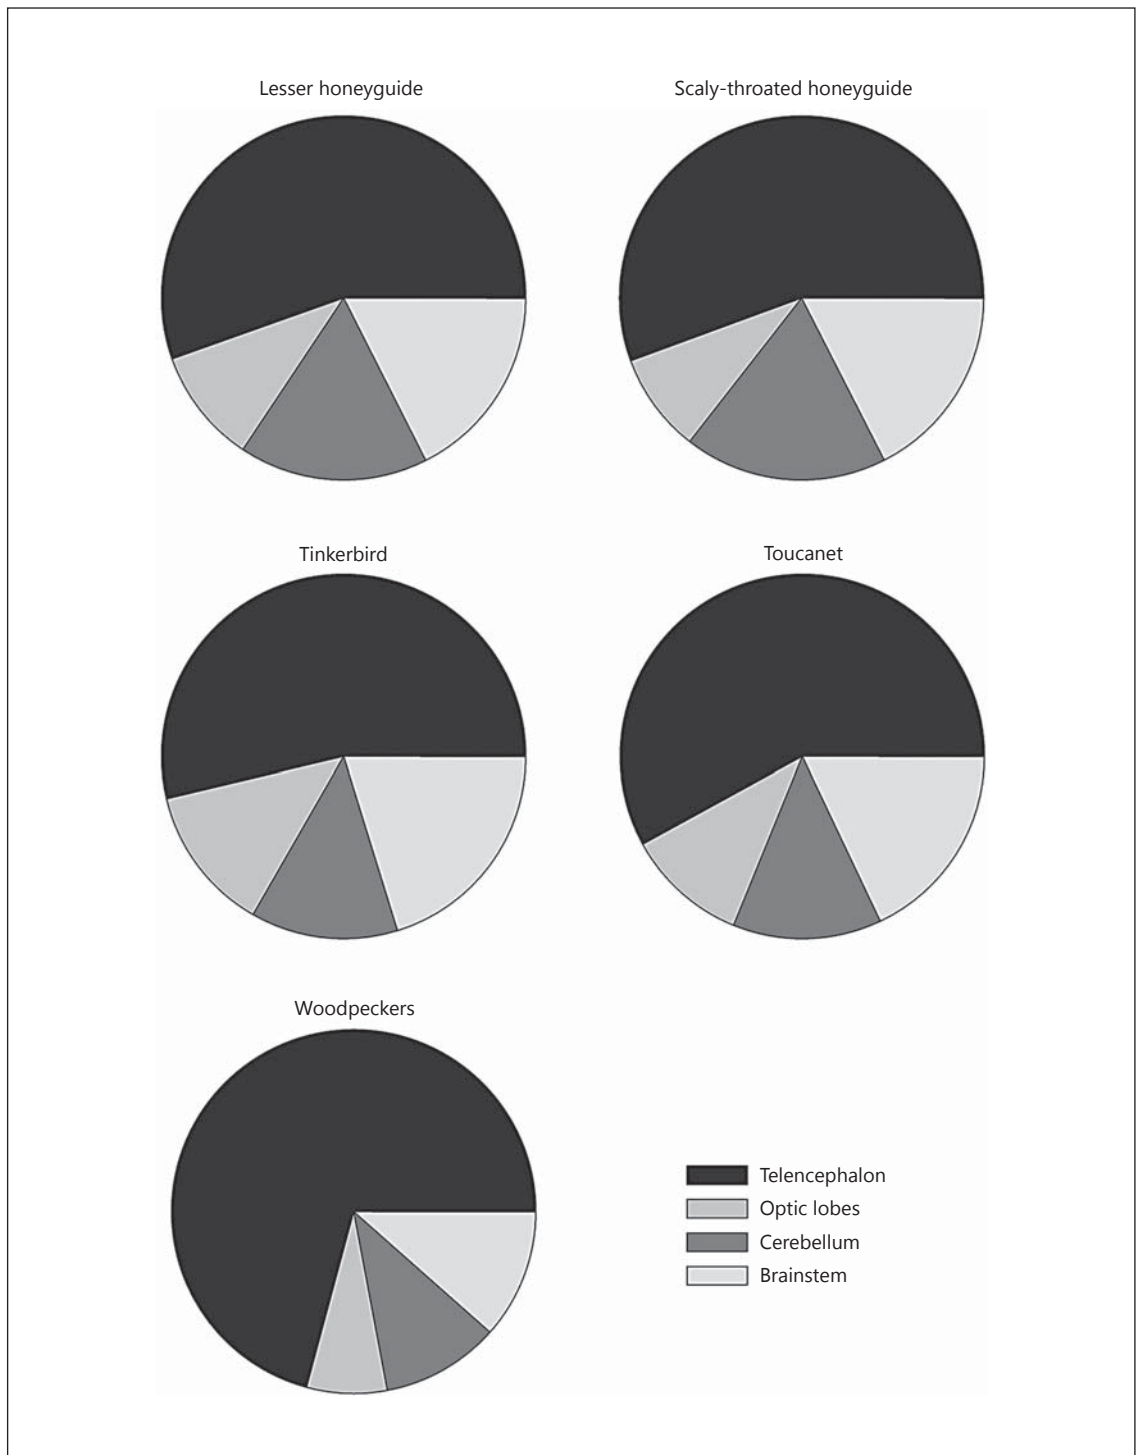 Lesser honeyguide
Scaly-throated honeyguide
Tinkerbird
Toucanet
Woodpeckers
Telencephalon
Optic lobes
Cerebellum
Brainstem